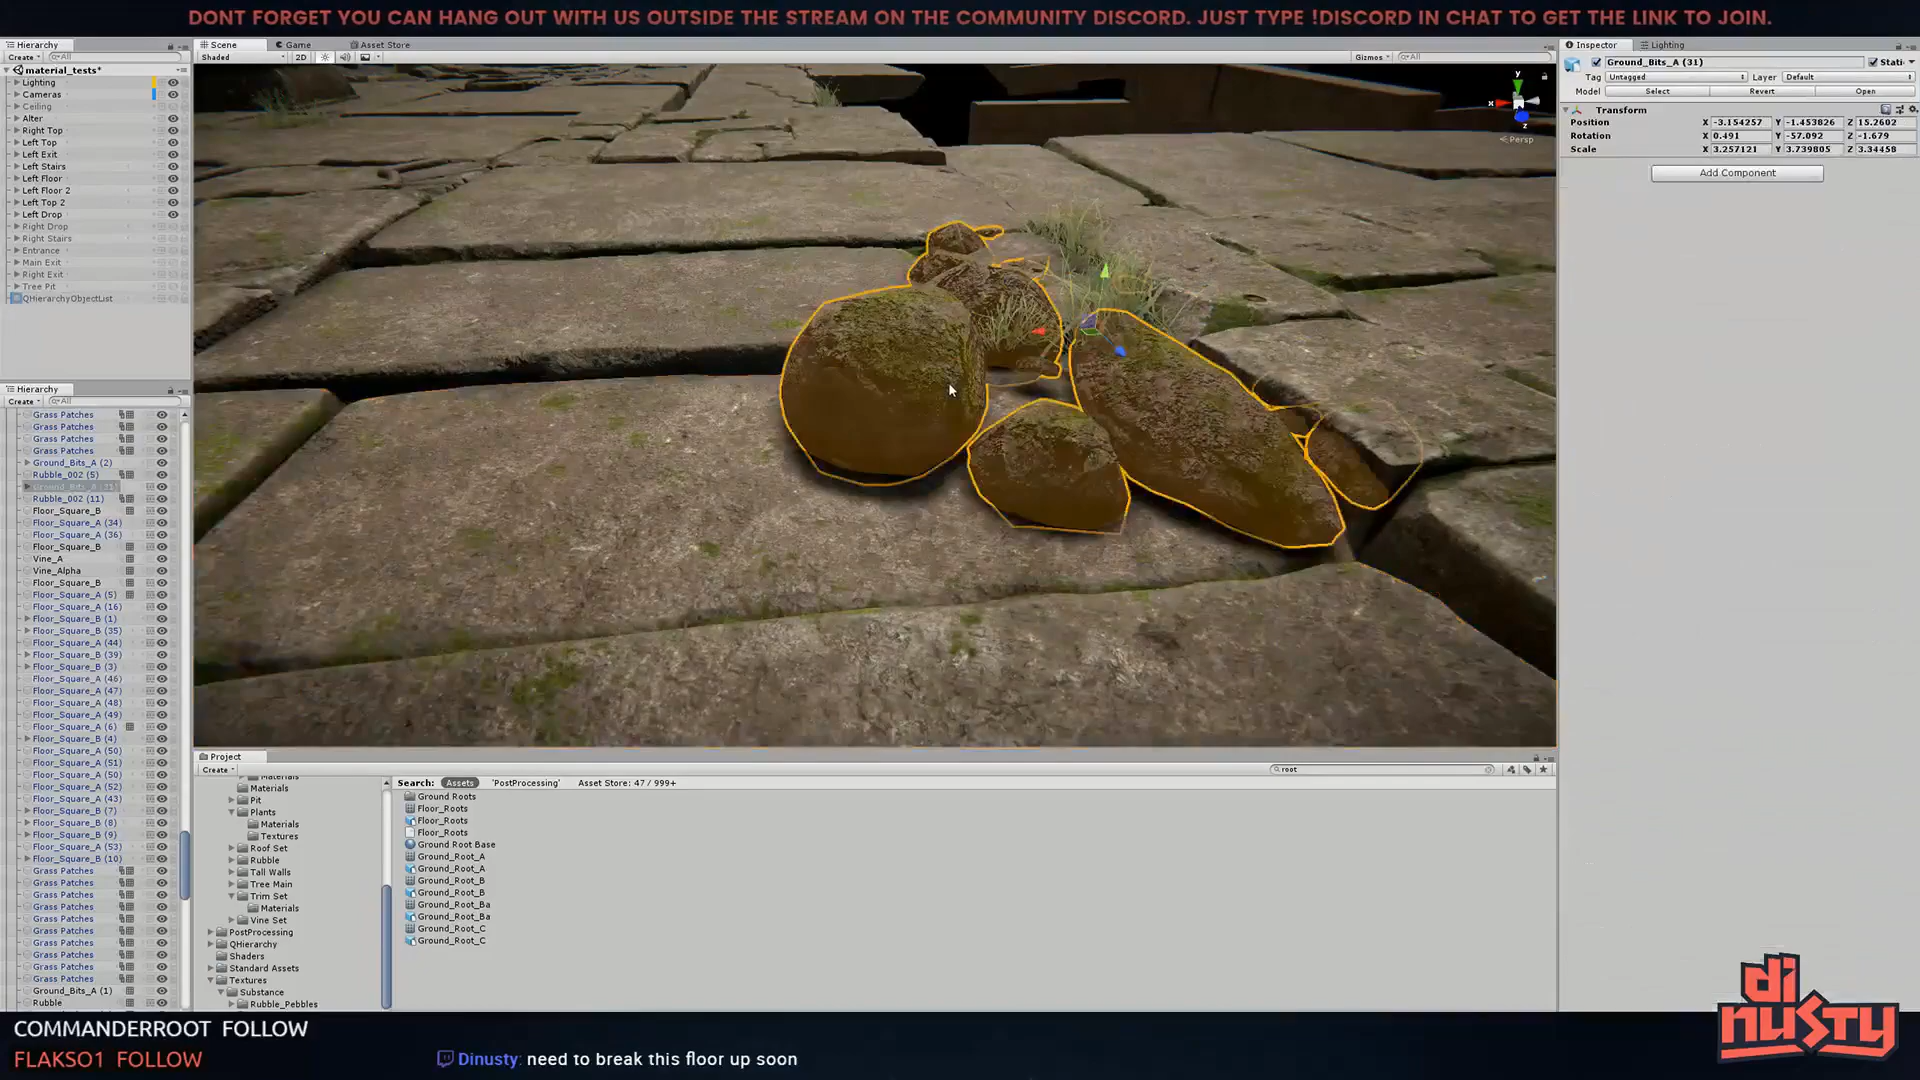 DONT FORGET YOU CAN HANG OUT WITH US OUTSIDE THE STREAM ON THE COMMUNITY DISCORD. JUST TYPE !DISCORD IN CHAT TO GET THE LINK TO JOIN.
Hierarchy
Create
All
material_tests*
Lighting
Cameras
Ceiling
Alter
Right Top
Left Top
Left Exit
Left Stairs
Left Floor
Left Floor 2
Left Top 2
Left Drop
Right Drop
Right Stairs
Entrance
Main Exit
Right Exit
Tree Pit
QHierarchyObjectList
Hierarchy
Create
All
Grass Patches
Grass Patches
Grass Patches
Grass Patches
Ground_Bits_A (2)
Rubble_002 (5)
Ground_Bits_A (31)
Rubble_002 (11)
Floor_Square_B
Floor_Square_A (34)
Floor_Square_A (36)
Floor_Square_B
Vine_A
Vine_Alpha
Floor_Square_B
Floor_Square_A (5)
Floor_Square_A (16)
Floor_Square_B (1)
Floor_Square_B (35)
Floor_Square_A (44)
Floor_Square_B (39)
Floor_Square_B (3)
Floor_Square_A (46)
Floor_Square_A (47)
Floor_Square_A (48)
Floor_Square_A (49)
Floor_Square_A (6)
Floor_Square_B (4)
Floor_Square_A (50)
Floor_Square_A (51)
Floor_Square_A (50)
Floor_Square_A (52)
Floor_Square_A (43)
Floor_Square_B (7)
Floor_Square_B (8)
Floor_Square_B (9)
Floor_Square_A (53)
Floor_Square_B (10)
Grass Patches
Grass Patches
Grass Patches
Grass Patches
Grass Patches
Grass Patches
Grass Patches
Grass Patches
Grass Patches
Grass Patches
Ground_Bits_A (1)
Rubble
Scene Game Asset Store
Shaded 2D Gizmos All
y
x
z
Persp
Project
Create
root
Materials
Materials
Pit
Plants
Materials
Textures
Roof Set
Rubble
Tall Walls
Tree Main
Trim Set
Materials
Vine Set
PostProcessing
QHierarchy
Shaders
Standard Assets
Textures
Substance
Rubble_Pebbles
Search: Assets 'PostProcessing' Asset Store: 47 / 999+
Ground Roots
Floor_Roots
Floor_Roots
Floor_Roots
Ground Root Base
Ground_Root_A
Ground_Root_A
Ground_Root_B
Ground_Root_B
Ground_Root_Ba
Ground_Root_Ba
Ground_Root_C
Ground_Root_C
Inspector Lighting
Ground_Bits_A (31) Stati
Tag Untagged Layer Default
Model Select Revert Open
Transform
Position X -3.154257 Y -1.453826 Z 15.2602
Rotation X 0.491 Y -57.092 Z -1.679
Scale X 3.257121 Y 3.739805 Z 3.34458
Add Component
COMMANDERROOT FOLLOW
FLAKSO1 FOLLOW
Dinusty: need to break this floor up soon
di
nusty